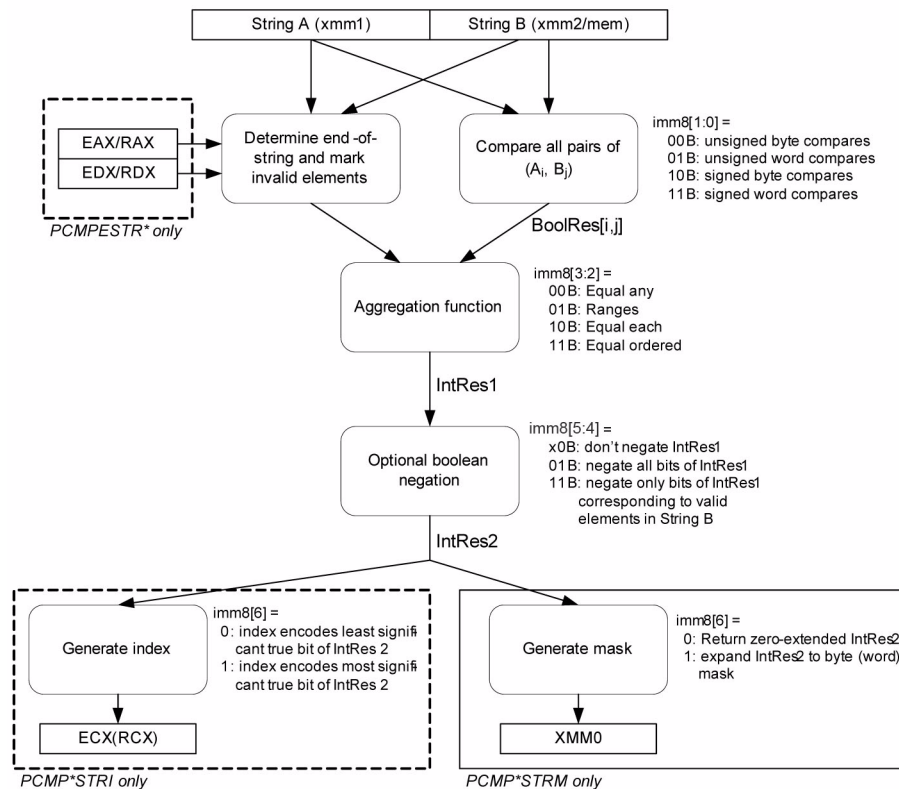 String A (xmm1)
String B (xmm2/mem)
EAX/RAX
EDX/RDX
PCMPESTR* only
Determine end -of-
string and mark
invalid elements
Compare all pairs of
(Ai, Bj)
imm8[1:0] =
00B: unsigned byte compares
01B: unsigned word compares
10B: signed byte compares
11B: signed word compares
BoolRes[i,j]
Aggregation function
imm8[3:2] =
00B: Equal any
01B: Ranges
10B: Equal each
11B: Equal ordered
IntRes1
Optional boolean
negation
imm8[5:4] =
x0B: don't negate IntRes1
01B: negate all bits of IntRes1
11B: negate only bits of IntRes1
corresponding to valid
elements in String B
IntRes2
Generate index
imm8[6] =
0: index encodes least signifi-
cant true bit of IntRes 2
1: index encodes most signifi-
cant true bit of IntRes 2
ECX(RCX)
PCMP*STRI only
Generate mask
imm8[6] =
0: Return zero-extended IntRes2
1: expand IntRes2 to byte (word)
mask
XMM0
PCMP*STRM only